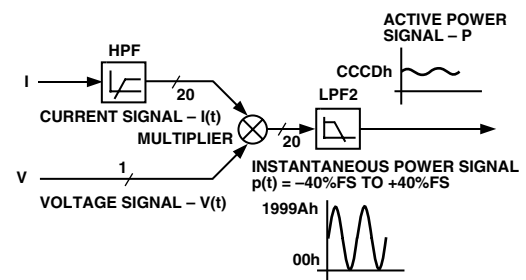 ACTIVE POWER
SIGNAL – P
HPF
CCCDh
I
20
LPF2
CURRENT SIGNAL – I(t)
MULTIPLIER
20
1
INSTANTANEOUS POWER SIGNAL
V
p(t) = –40%FS TO +40%FS
VOLTAGE SIGNAL – V(t)
1999Ah
00h